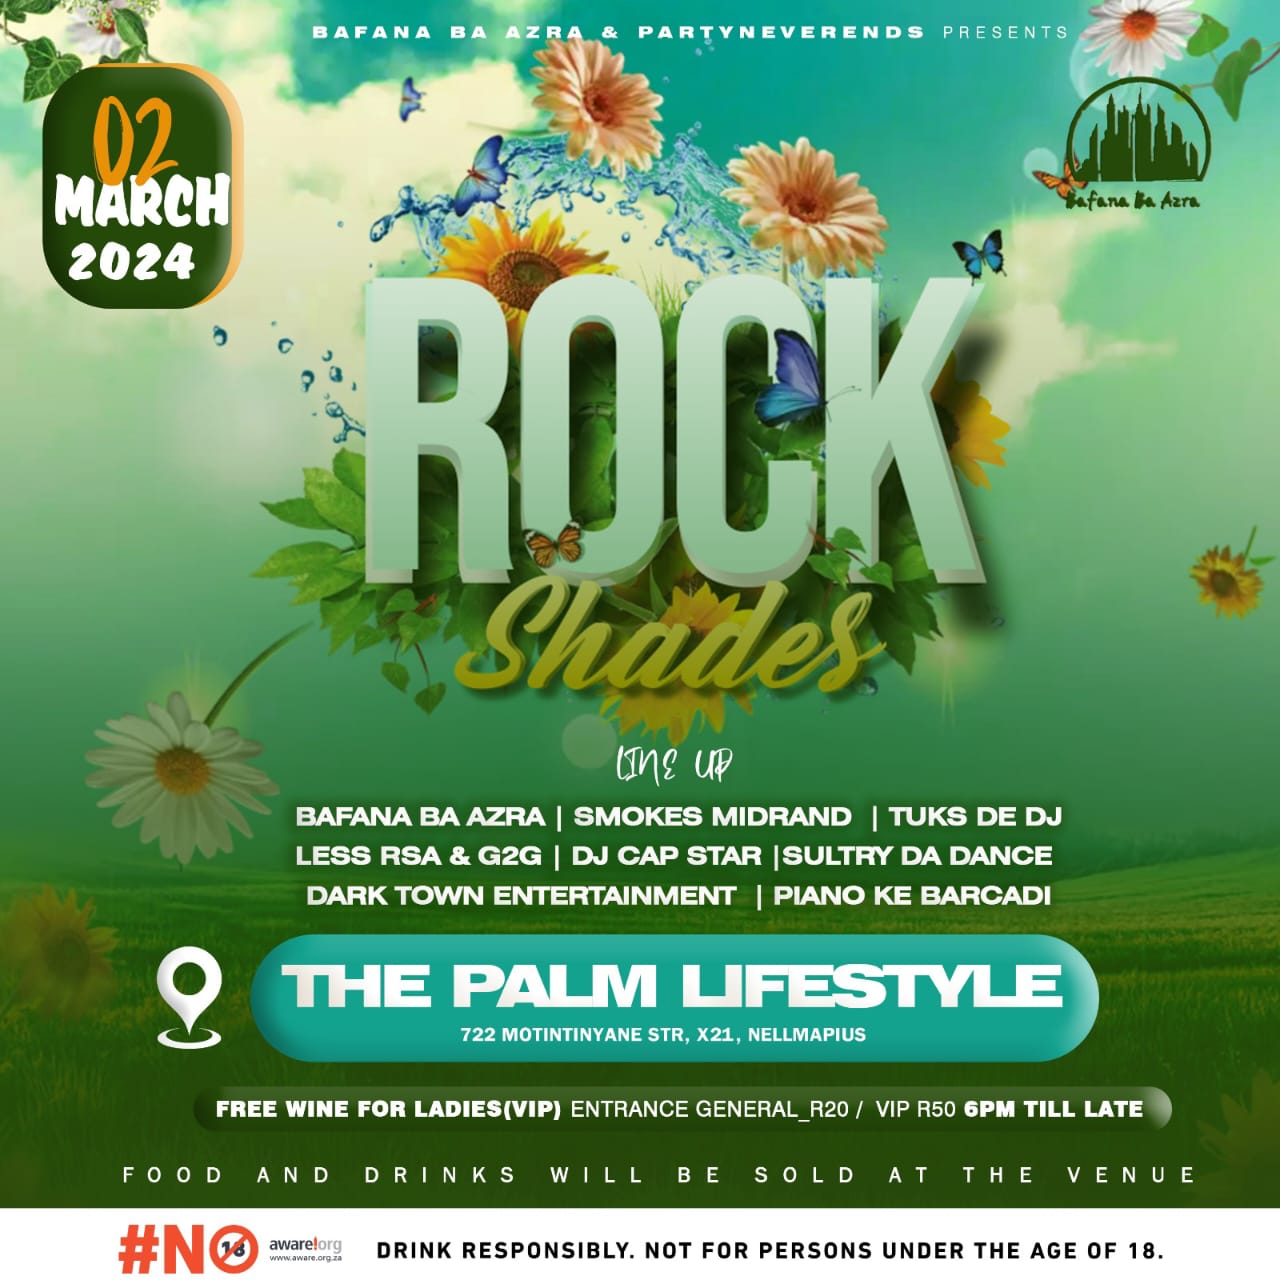 BAFANA BA AZRA & PARTYNEVERENDS PRESENTS
02
MARCH
2024
Bafana Ba Azra
ROCK
Shades
LINE UP
BAFANA BA AZRA | SMOKES MIDRAND | TUKS DE DJ
LESS RSA & G2G | DJ CAP STAR |SULTRY DA DANCE
DARK TOWN ENTERTAINMENT | PIANO KE BARCADI
THE PALM LIFESTYLE
722 MOTINTINYANE STR, X21, NELLMAPIUS
FREE WINE FOR LADIES(VIP) ENTRANCE GENERAL_R20 / VIP R50 6PM TILL LATE
FOOD AND DRINKS WILL BE SOLD AT THE VENUE
#NO 18 aware!org
www.aware.org.za
DRINK RESPONSIBLY. NOT FOR PERSONS UNDER THE AGE OF 18.